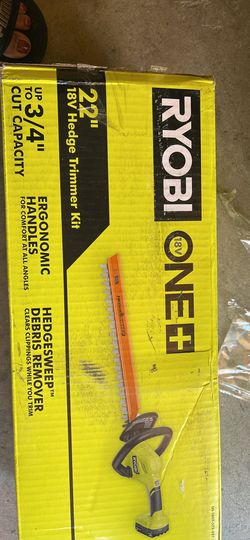 RYOBI
18V ONE+
22"
18V Hedge Trimmer Kit
UP TO 3/4"
CUT CAPACITY
ERGONOMIC
HANDLES
FOR COMFORT AT ALL ANGLES
HEDGESWEEP™
DEBRIS REMOVER
CLEARS CLIPPINGS WHILE YOU TRIM
RYOBI